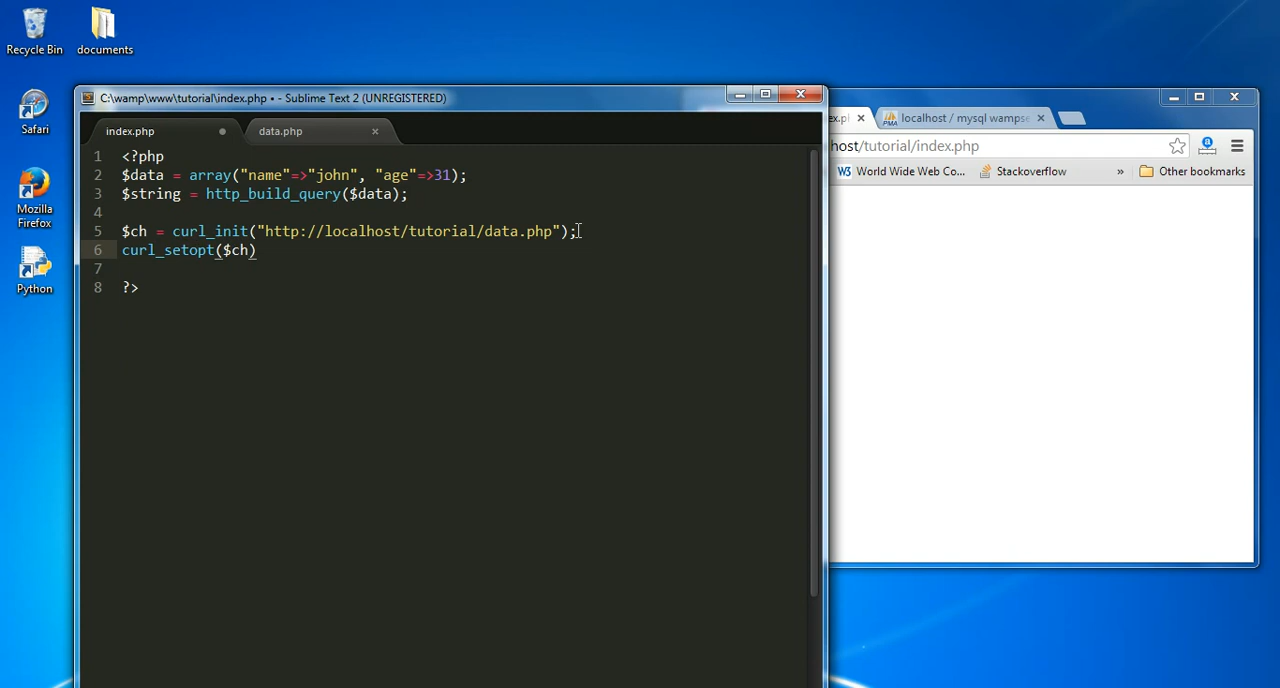 Recycle Bin
documents
Safari
Mozilla
Firefox
Python
C:\wamp\www\tutorial\index.php • - Sublime Text 2 (UNREGISTERED)
index.php
data.php
1 <?php
2 $data = array("name"=>"john", "age"=>31);
3 $string = http_build_query($data);
4
5 $ch = curl_init("http://localhost/tutorial/data.php");
6 curl_setopt($ch)
7
8 ?>
localhost / mysql wampse
host/tutorial/index.php
W3 World Wide Web Co...
Stackoverflow
»
Other bookmarks